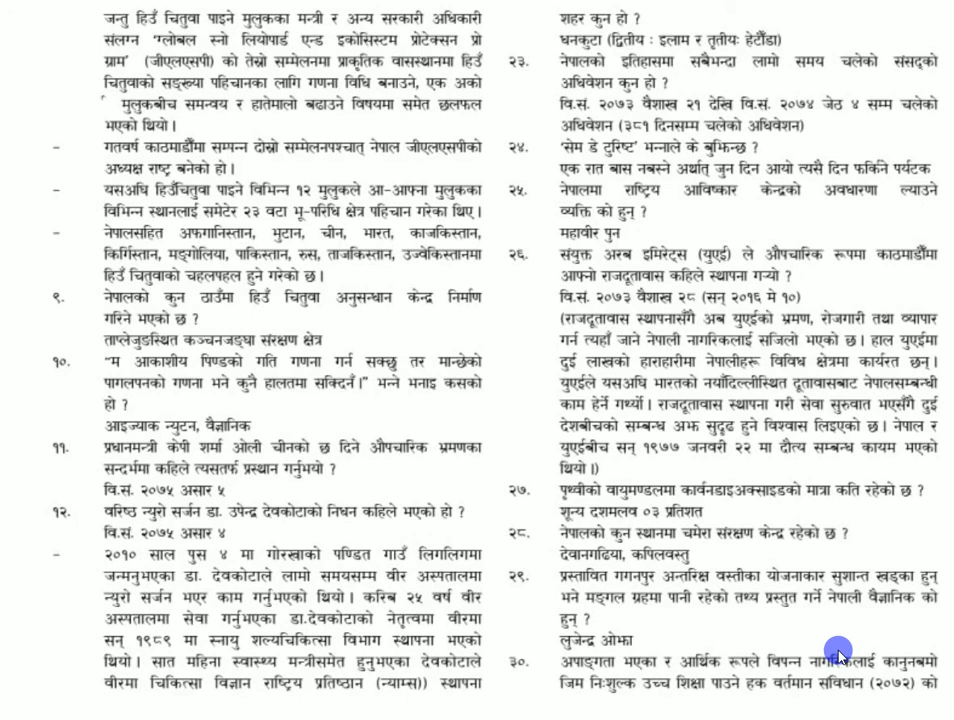 जन्तु हिउँ चितुवा पाइने मुलुकका मन्त्री र अन्य सरकारी अधिकारी
संलग्न 'ग्लोबल स्नो लियोपार्ड एन्ड इकोसिस्टम प्रोटेक्सन प्रो
ग्राम' (जीएलएसपी) को तेस्रो सम्मेलनमा प्राकृतिक वासस्थानमा हिउँ
चितुवाको सङ्ख्या पहिचानका लागि गणना विधि बनाउने, एक अर्को
मुलुकबीच समन्वय र हातेमालो बढाउने विषयमा समेत छलफल
भएको थियो।
- गतवर्ष काठमाडौँमा सम्पन्न दोस्रो सम्मेलनपश्चात् नेपाल जीएलएसपीको
अध्यक्ष राष्ट्र बनेको हो।
- यसअघि हिउँचितुवा पाइने विभिन्न १२ मुलुकले आ-आफ्ना मुलुकका
विभिन्न स्थानलाई समेटेर २३ वटा भू-परिधि क्षेत्र पहिचान गरेका थिए।
- नेपालसहित अफगानिस्तान, भुटान, चीन, भारत, काजकिस्तान,
किर्गिस्तान, मङ्गोलिया, पाकिस्तान, रुस, ताजकिस्तान, उज्वेकिस्तानमा
हिउँ चितुवाको चहलपहल हुने गरेको छ।
९. नेपालको कुन ठाउँमा हिउँ चितुवा अनुसन्धान केन्द्र निर्माण
गरिने भएको छ ?
ताप्लेजुङस्थित कञ्चनजङ्घा संरक्षण क्षेत्र
१०. "म आकाशीय पिण्डको गति गणना गर्न सक्छु तर मान्छेको
पागलपनको गणना भने कुनै हालतमा सक्दिनँ।" भन्ने भनाइ कसको
हो ?
आइज्याक न्युटन, वैज्ञानिक
११. प्रधानमन्त्री केपी शर्मा ओली चीनको छ दिने औपचारिक भ्रमणका
सन्दर्भमा कहिले त्यसतर्फ प्रस्थान गर्नुभयो ?
वि.सं. २०७५ असार ५
१२. वरिष्ठ न्युरो सर्जन डा. उपेन्द्र देवकोटाको निधन कहिले भएको हो ?
वि.सं. २०७५ असार ४
- २०१० साल पुस ४ मा गोरखाको पण्डित गाउँ लिगलिगमा
जन्मनुभएका डा. देवकोटाले लामो समयसम्म वीर अस्पतालमा
न्युरो सर्जन भएर काम गर्नुभएको थियो। करिब २५ वर्ष वीर
अस्पतालमा सेवा गर्नुभएका डा.देवकोटाको नेतृत्वमा वीरमा
सन् १९८९ मा स्नायु शल्यचिकित्सा विभाग स्थापना भएको
थियो। सात महिना स्वास्थ्य मन्त्रीसमेत हुनुभएका देवकोटाले
वीरमा चिकित्सा विज्ञान राष्ट्रिय प्रतिष्ठान (न्याम्स)) स्थापना
शहर कुन हो ?
धनकुटा (द्वितीय : इलाम र तृतीयः हेटौँडा)
२३. नेपालको इतिहासमा सबैभन्दा लामो समय चलेको संसद्को
अधिवेशन कुन हो ?
वि.सं. २०७३ वैशाख २१ देखि वि.सं. २०७४ जेठ ४ सम्म चलेको
अधिवेशन (३८१ दिनसम्म चलेको अधिवेशन)
२४. 'सेम डे टुरिष्ट' भन्नाले के बुझिन्छ ?
एक रात बास नबस्ने अर्थात् जुन दिन आयो त्यसै दिन फर्किने पर्यटक
२५. नेपालमा राष्ट्रिय आविष्कार केन्द्रको अवधारणा ल्याउने
व्यक्ति को हुन् ?
महावीर पुन
२६. संयुक्त अरब इमिरेट्स (युएई) ले औपचारिक रूपमा काठमाडौँमा
आफ्नो राजदूतावास कहिले स्थापना गऱ्यो ?
वि.सं. २०७३ वैशाख २८ (सन् २०१६ मे १०)
(राजदूतावास स्थापनासँगै अब युएईको भ्रमण, रोजगारी तथा व्यापार
गर्न त्यहाँ जाने नेपाली नागरिकलाई सजिलो भएको छ। हाल युएईमा
दुई लाखको हाराहारीमा नेपालीहरू विविध क्षेत्रमा कार्यरत छन्।
युएईले यसअघि भारतको नयाँदिल्लीस्थित दूतावासबाट नेपालसम्बन्धी
काम हेर्ने गर्थ्यो। राजदूतावास स्थापना गरी सेवा सुरुवात भएसँगै दुई
देशबीचको सम्बन्ध अझ सुदृढ हुने विश्वास लिइएको छ। नेपाल र
युएईबीच सन् १९७७ जनवरी २२ मा दौत्य सम्बन्ध कायम भएको
थियो।)
२७. पृथ्वीको वायुमण्डलमा कार्वनडाइअक्साइडको मात्रा कति रहेको छ ?
शून्य दशमलव ०३ प्रतिशत
२८. नेपालको कुन स्थानमा चमेरा संरक्षण केन्द्र रहेको छ ?
देवानगढिया, कपिलवस्तु
२९. प्रस्तावित गगनपुर अन्तरिक्ष वस्तीका योजनाकार सुशान्त खड्का हुन्
भने मङ्गल ग्रहमा पानी रहेको तथ्य प्रस्तुत गर्ने नेपाली वैज्ञानिक को
हुन् ?
लुजेन्द्र ओझा
३०. अपाङ्गता भएका र आर्थिक रूपले विपन्न नागरिकलाई कानुनबमो
जिम निःशुल्क उच्च शिक्षा पाउने हक वर्तमान संविधान (२०७२) को